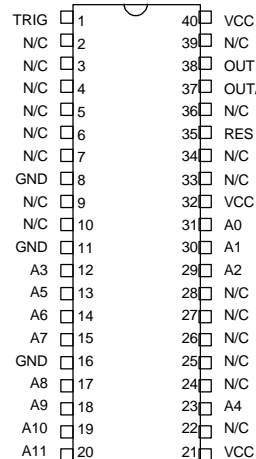 TRIG 1 40 VCC
N/C 2 39 N/C
N/C 3 38 OUT
N/C 4 37 OUT/
N/C 5 36 N/C
N/C 6 35 RES
N/C 7 34 N/C
GND 8 33 N/C
N/C 9 32 VCC
N/C 10 31 A0
GND 11 30 A1
A3 12 29 A2
A5 13 28 N/C
A6 14 27 N/C
A7 15 26 N/C
GND 16 25 N/C
A8 17 24 N/C
A9 18 23 A4
A10 19 22 N/C
A11 20 21 VCC